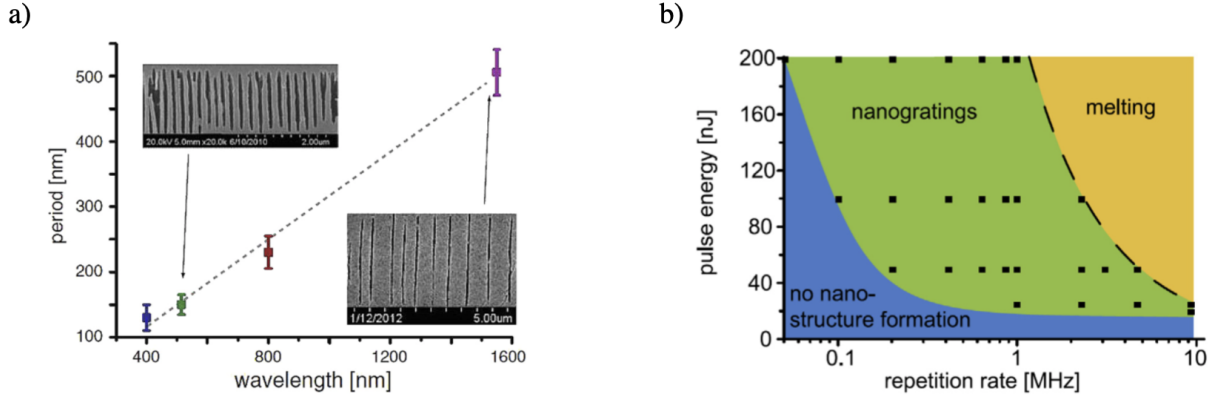 a)
period [nm]
500
400
300
200
100
400
800
1200
1600
wavelength [nm]
20.0kV 5.0mm x20.0k 6/10/2010
2.00um
1/12/2012
5.00um
b)
pulse energy [nJ]
200
160
120
80
40
0
0.1
1
10
repetition rate [MHz]
nanogratings
melting
no nano-
structure formation